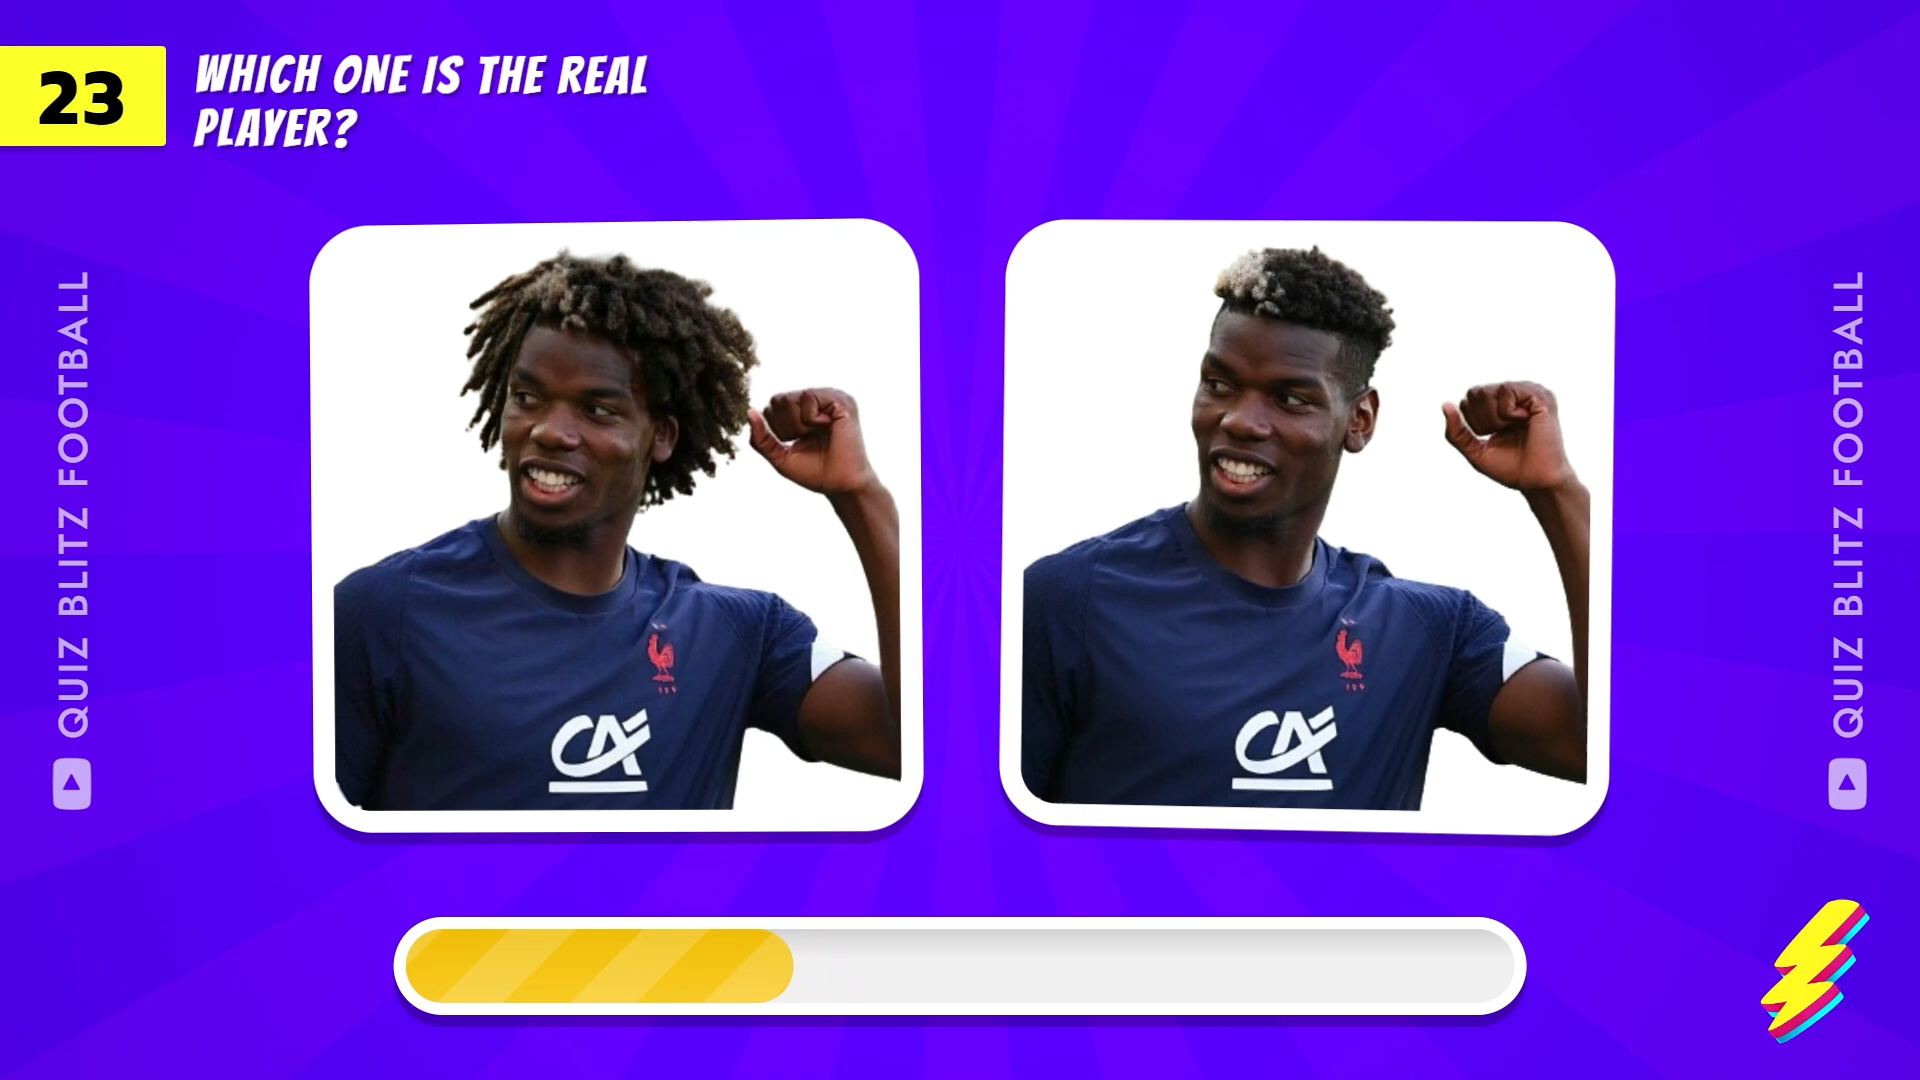 23
WHICH ONE IS THE REAL
PLAYER?
QUIZ BLITZ FOOTBALL
QUIZ BLITZ FOOTBALL
CA
CA